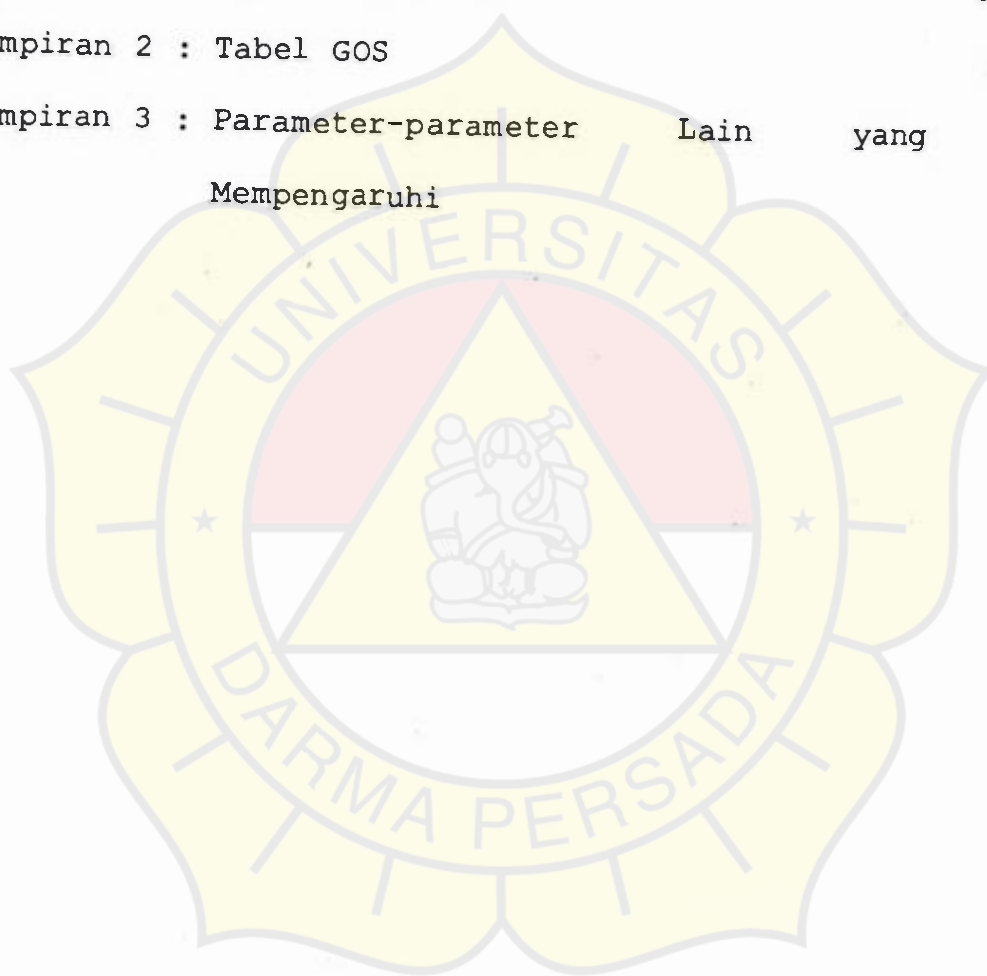 mpiran 2 : Tabel GOS
mpiran 3 : Parameter-parameter Lain yang
Mempengaruhi
UNIVERSITAS
DARMA PERSADA